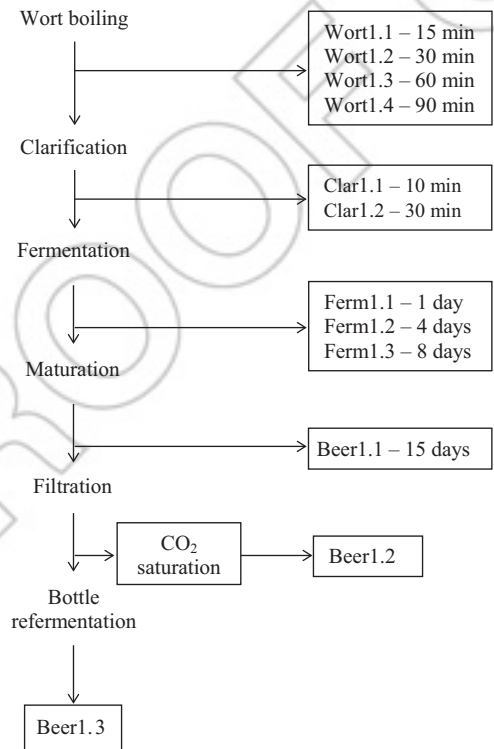 Wort boiling
Wort1.1 – 15 min
Wort1.2 – 30 min
Wort1.3 – 60 min
Wort1.4 – 90 min
Clarification
Clar1.1 – 10 min
Clar1.2 – 30 min
Fermentation
Ferm1.1 – 1 day
Ferm1.2 – 4 days
Ferm1.3 – 8 days
Maturation
Beer1.1 – 15 days
Filtration
CO₂
saturation
Beer1.2
Bottle
refermentation
Beer1.3